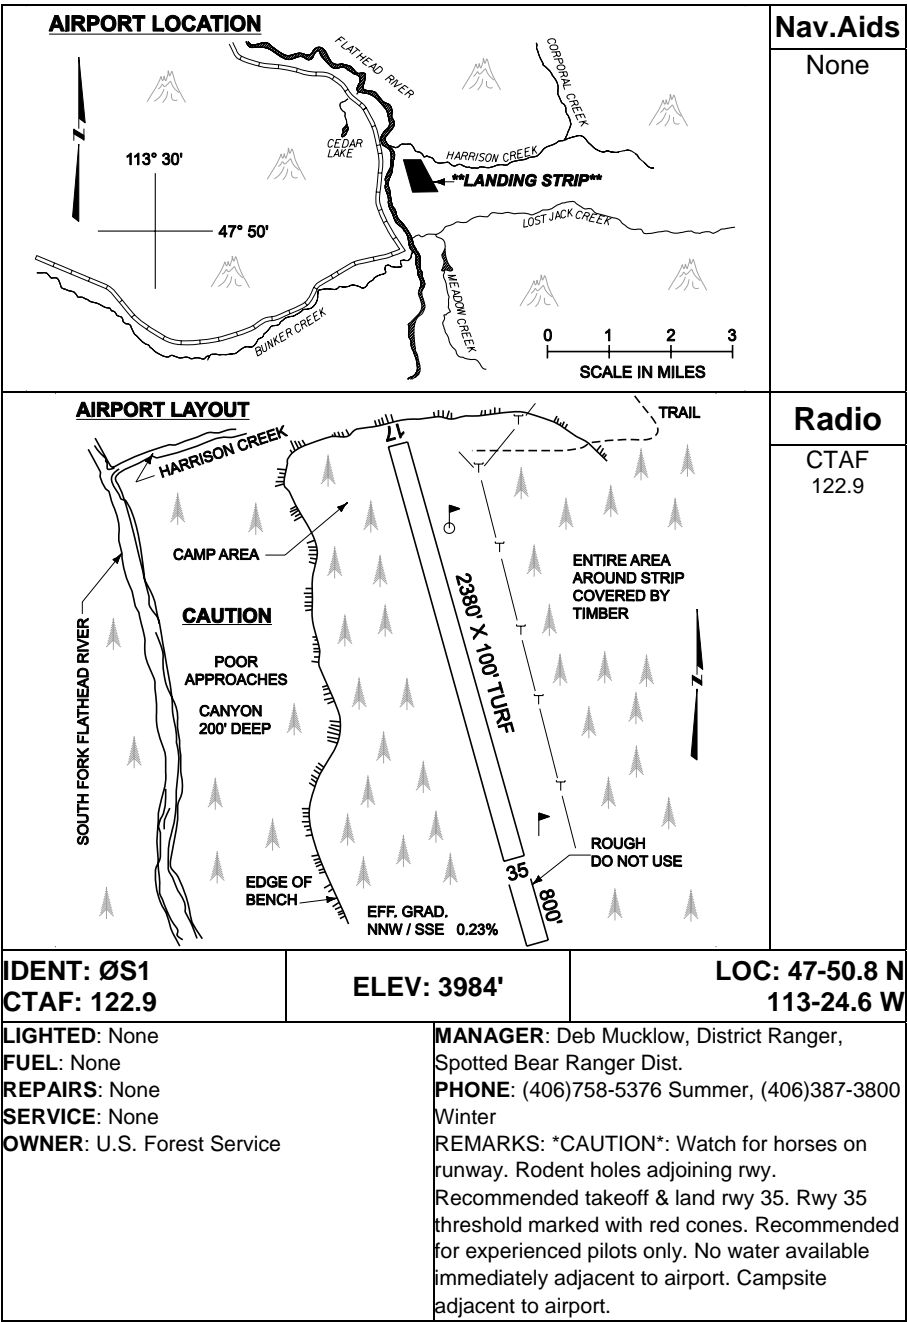 AIRPORT LOCATION
Nav.Aids
None
FLATHEAD RIVER
CORPORAL CREEK
CEDAR
LAKE
HARRISON CREEK
**LANDING STRIP**
113° 30'
47° 50'
N
LOST JACK CREEK
MEADOW CREEK
BUNKER CREEK
0 1 2 3
SCALE IN MILES
AIRPORT LAYOUT
Radio
CTAF
122.9
TRAIL
HARRISON CREEK
17
CAMP AREA
ENTIRE AREA
AROUND STRIP
COVERED BY
TIMBER
CAUTION
POOR
APPROACHES
CANYON
200' DEEP
2380' X 100' TURF
N
SOUTH FORK FLATHEAD RIVER
ROUGH
DO NOT USE
35
800'
EDGE OF
BENCH
EFF. GRAD.
NNW / SSE 0.23%
IDENT: ØS1
CTAF: 122.9
ELEV: 3984'
LOC: 47-50.8 N
113-24.6 W
LIGHTED: None
FUEL: None
REPAIRS: None
SERVICE: None
OWNER: U.S. Forest Service
MANAGER: Deb Mucklow, District Ranger,
Spotted Bear Ranger Dist.
PHONE: (406)758-5376 Summer, (406)387-3800
Winter
REMARKS: *CAUTION*: Watch for horses on
runway. Rodent holes adjoining rwy.
Recommended takeoff & land rwy 35. Rwy 35
threshold marked with red cones. Recommended
for experienced pilots only. No water available
immediately adjacent to airport. Campsite
adjacent to airport.